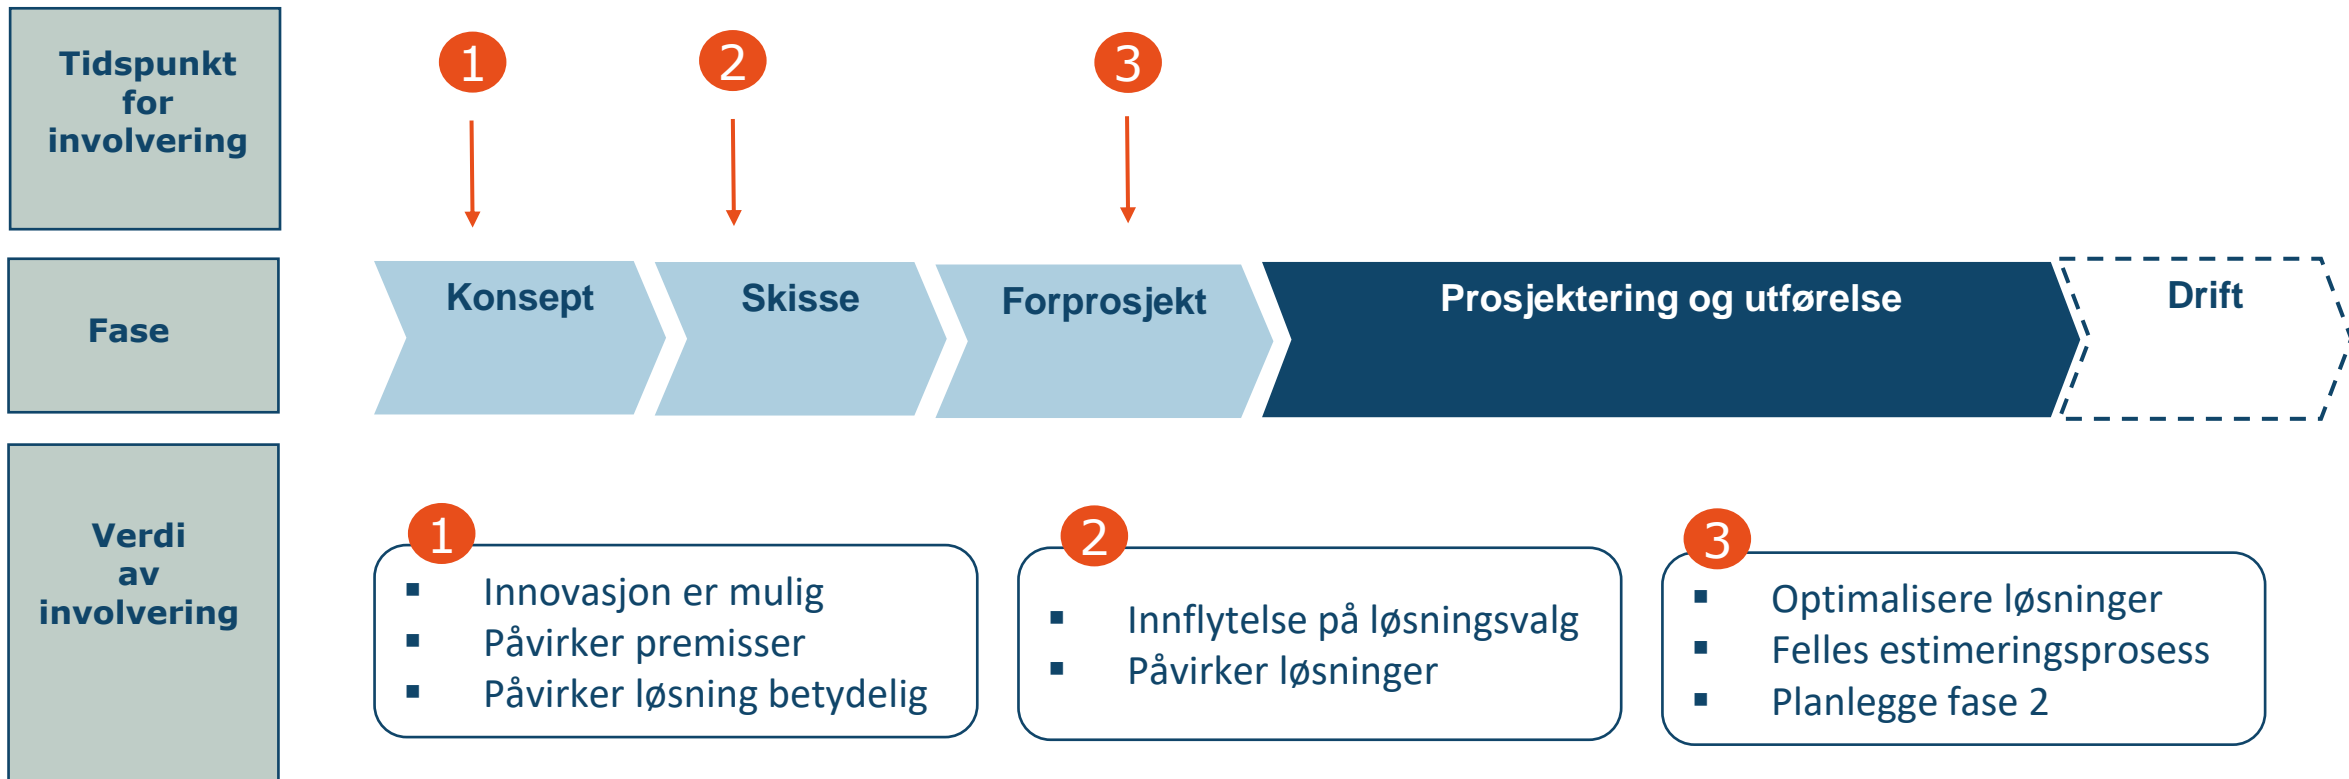 Tidspunkt
for
involvering
1
2
3
Fase
Konsept
Skisse
Forprosjekt
Prosjektering og utførelse
Drift
Verdi
av
involvering
1
▪ Innovasjon er mulig
▪ Påvirker premisser
▪ Påvirker løsning betydelig
2
▪ Innflytelse på løsningsvalg
▪ Påvirker løsninger
3
▪ Optimalisere løsninger
▪ Felles estimeringsprosess
▪ Planlegge fase 2